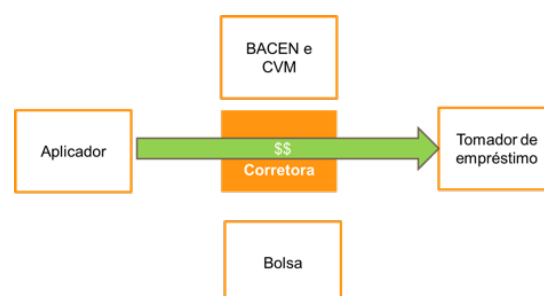 BACEN e
CVM
Aplicador
$$
Corretora
Tomador de
empréstimo
Bolsa